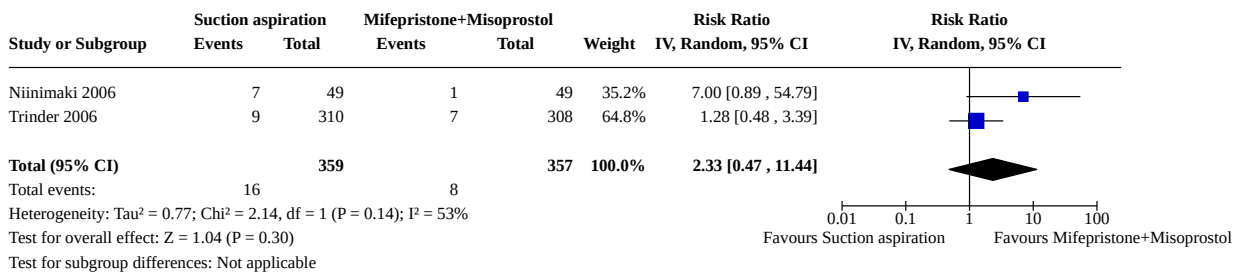 Suction aspiration Mifepristone+Misoprostol Risk Ratio Risk Ratio
Study or Subgroup Events Total Events Total Weight IV, Random, 95% CI IV, Random, 95% CI
Niinimaki 2006 7 49 1 49 35.2% 7.00 [0.89 , 54.79]
Trinder 2006 9 310 7 308 64.8% 1.28 [0.48 , 3.39]
Total (95% CI) 359 357 100.0% 2.33 [0.47 , 11.44]
Total events: 16 8
Heterogeneity: Tau² = 0.77; Chi² = 2.14, df = 1 (P = 0.14); I² = 53%
0.01 0.1 1 10 100
Test for overall effect: Z = 1.04 (P = 0.30)
Favours Suction aspiration Favours Mifepristone+Misoprostol
Test for subgroup differences: Not applicable